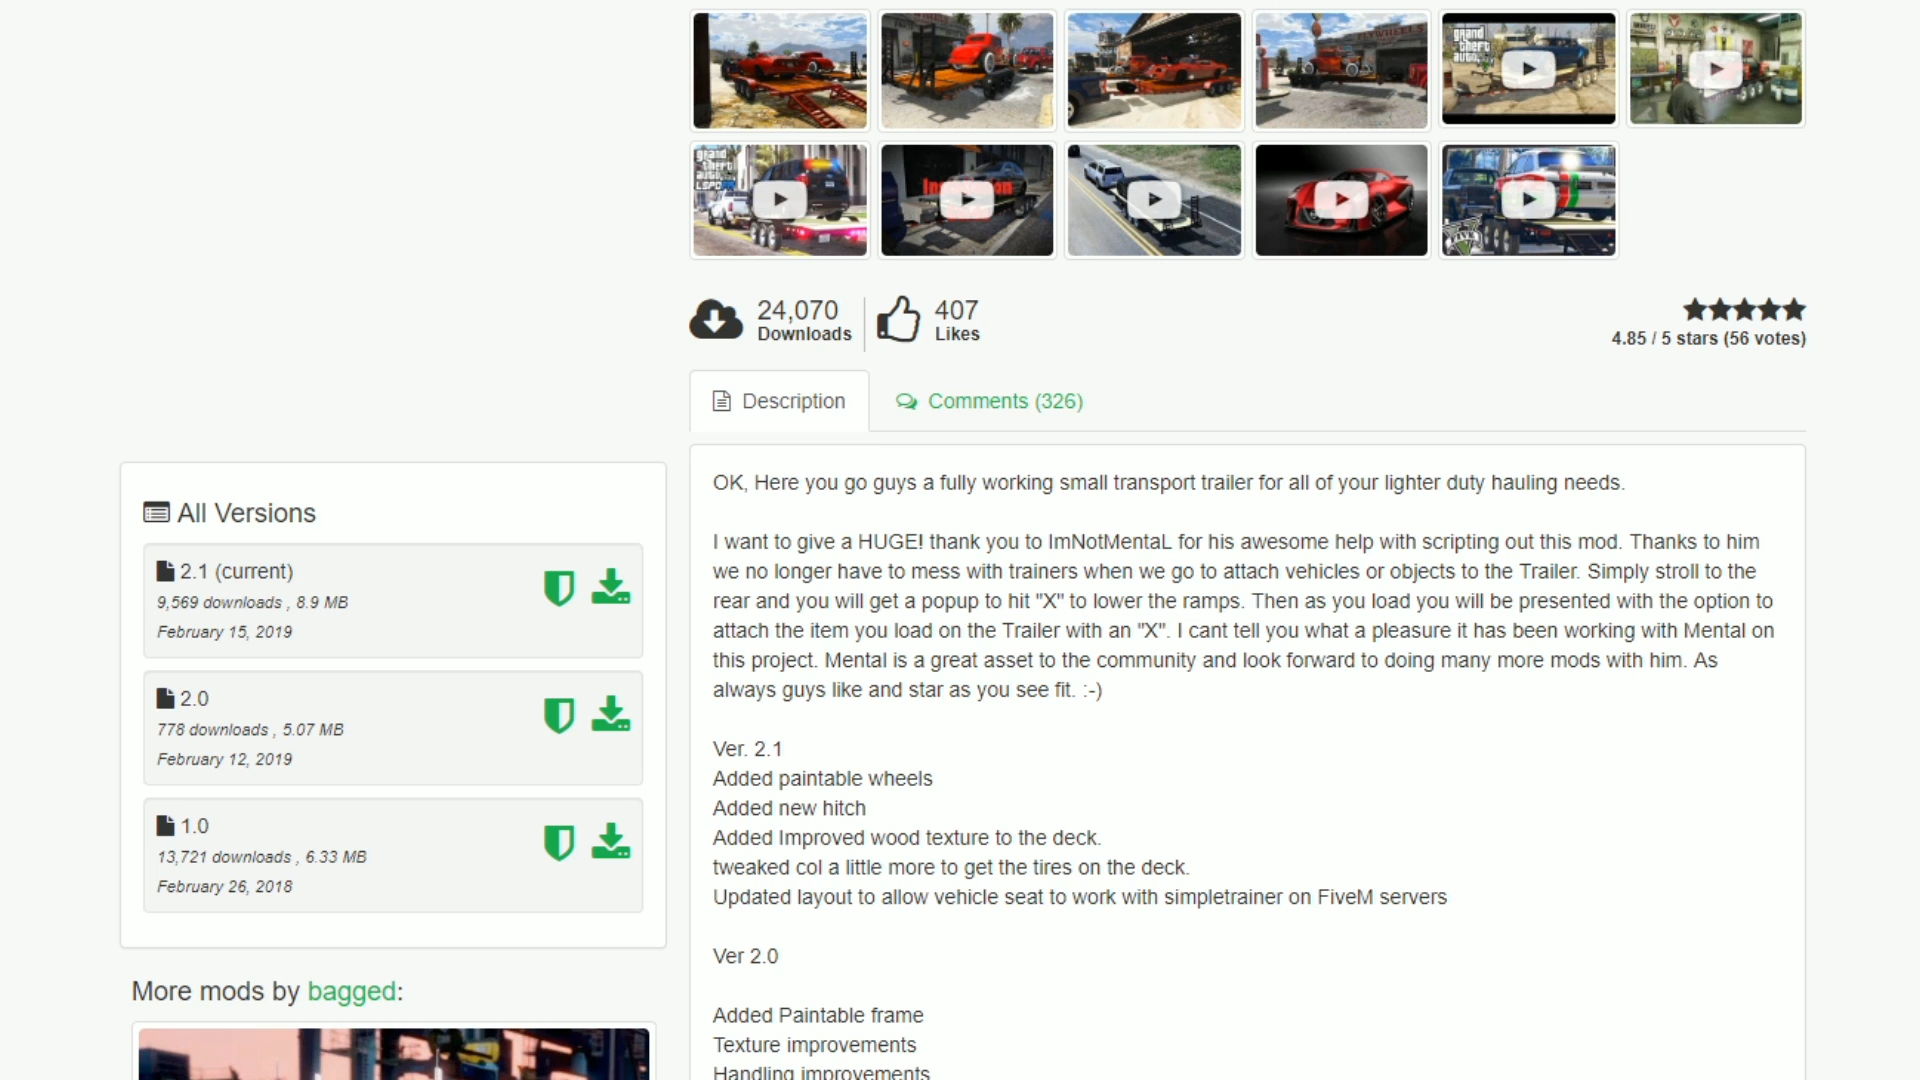 grand
theft
auto
FLYWHEELS
grand
theft
auto
LSPD
FIVE
24,070
Downloads
407
Likes
4.85 / 5 stars (56 votes)
Description
Comments (326)
All Versions
2.1 (current)
9,569 downloads , 8.9 MB
February 15, 2019
2.0
778 downloads , 5.07 MB
February 12, 2019
1.0
13,721 downloads , 6.33 MB
February 26, 2018
More mods by bagged:
OK, Here you go guys a fully working small transport trailer for all of your lighter duty hauling needs.
I want to give a HUGE! thank you to ImNotMentaL for his awesome help with scripting out this mod. Thanks to him
we no longer have to mess with trainers when we go to attach vehicles or objects to the Trailer. Simply stroll to the
rear and you will get a popup to hit "X" to lower the ramps. Then as you load you will be presented with the option to
attach the item you load on the Trailer with an "X". I cant tell you what a pleasure it has been working with Mental on
this project. Mental is a great asset to the community and look forward to doing many more mods with him. As
always guys like and star as you see fit. :-)
Ver. 2.1
Added paintable wheels
Added new hitch
Added Improved wood texture to the deck.
tweaked col a little more to get the tires on the deck.
Updated layout to allow vehicle seat to work with simpletrainer on FiveM servers
Ver 2.0
Added Paintable frame
Texture improvements
Handling improvements